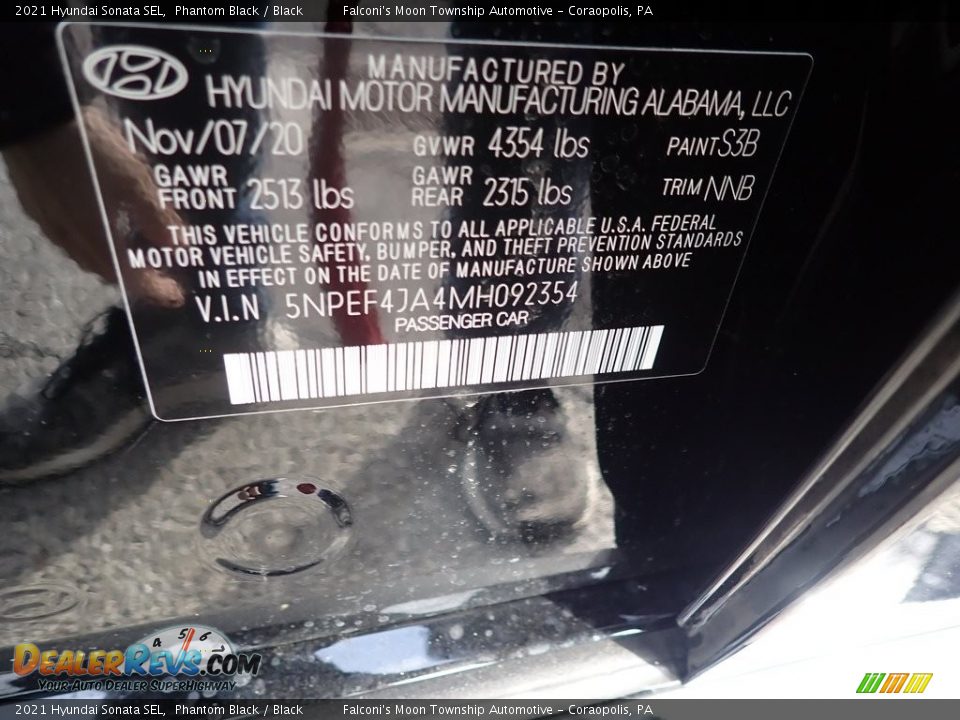 2021 Hyundai Sonata SEL, Phantom Black / Black Falconi's Moon Township Automotive - Coraopolis, PA
MANUFACTURED BY
HYUNDAI MOTOR MANUFACTURING ALABAMA, LLC
Nov/07/20 GVWR 4354 lbs PAINT S3B
GAWR FRONT 2513 lbs GAWR REAR 2315 lbs TRIM NNB
THIS VEHICLE CONFORMS TO ALL APPLICABLE U.S.A. FEDERAL
MOTOR VEHICLE SAFETY, BUMPER, AND THEFT PREVENTION STANDARDS
IN EFFECT ON THE DATE OF MANUFACTURE SHOWN ABOVE
V.I.N 5NPEF4JA4MH092354
PASSENGER CAR
4 5 6
DEALERREVS.COM
YOUR AUTO DEALER SUPERHIGHWAY
2021 Hyundai Sonata SEL, Phantom Black / Black Falconi's Moon Township Automotive - Coraopolis, PA